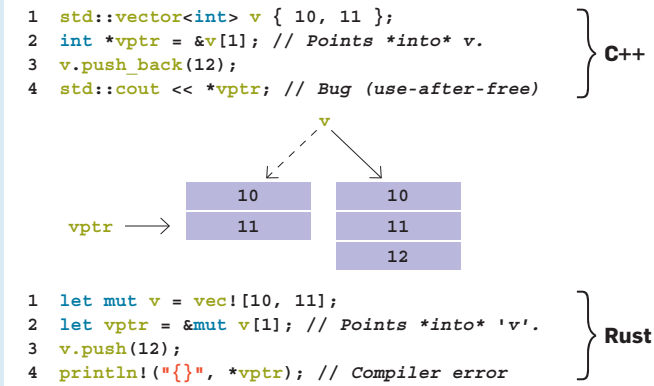 1 std::vector<int> v { 10, 11 };
2 int *vptr = &v[1]; // Points *into* v.
3 v.push_back(12);
4 std::cout << *vptr; // Bug (use-after-free)
C++
v
10
10
vptr
11
11
12
1 let mut v = vec![10, 11];
2 let vptr = &mut v[1]; // Points *into* 'v'.
3 v.push(12);
4 println!("{}", *vptr); // Compiler error
Rust